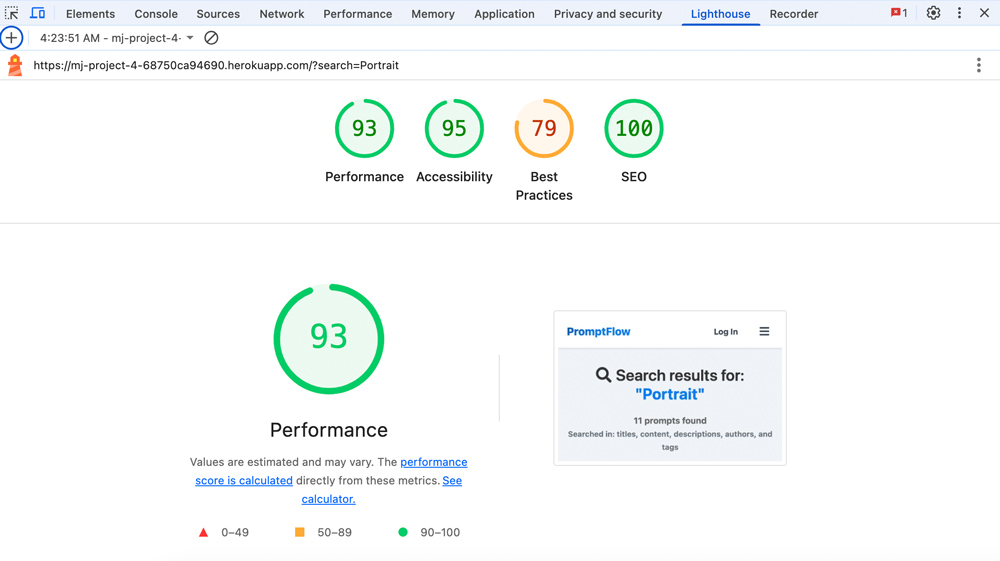 Elements Console Sources Network Performance Memory Application Privacy and security Lighthouse Recorder 1
4:23:51 AM - mj-project-4-
https://mj-project-4-68750ca94690.herokuapp.com/?search=Portrait
93 95 79 100
Performance Accessibility Best Practices SEO
93
Performance
Values are estimated and may vary. The performance
score is calculated directly from these metrics. See
calculator.
0–49 50–89 90–100
PromptFlow Log In
Search results for:
"Portrait"
11 prompts found
Searched in: titles, content, descriptions, authors, and
tags